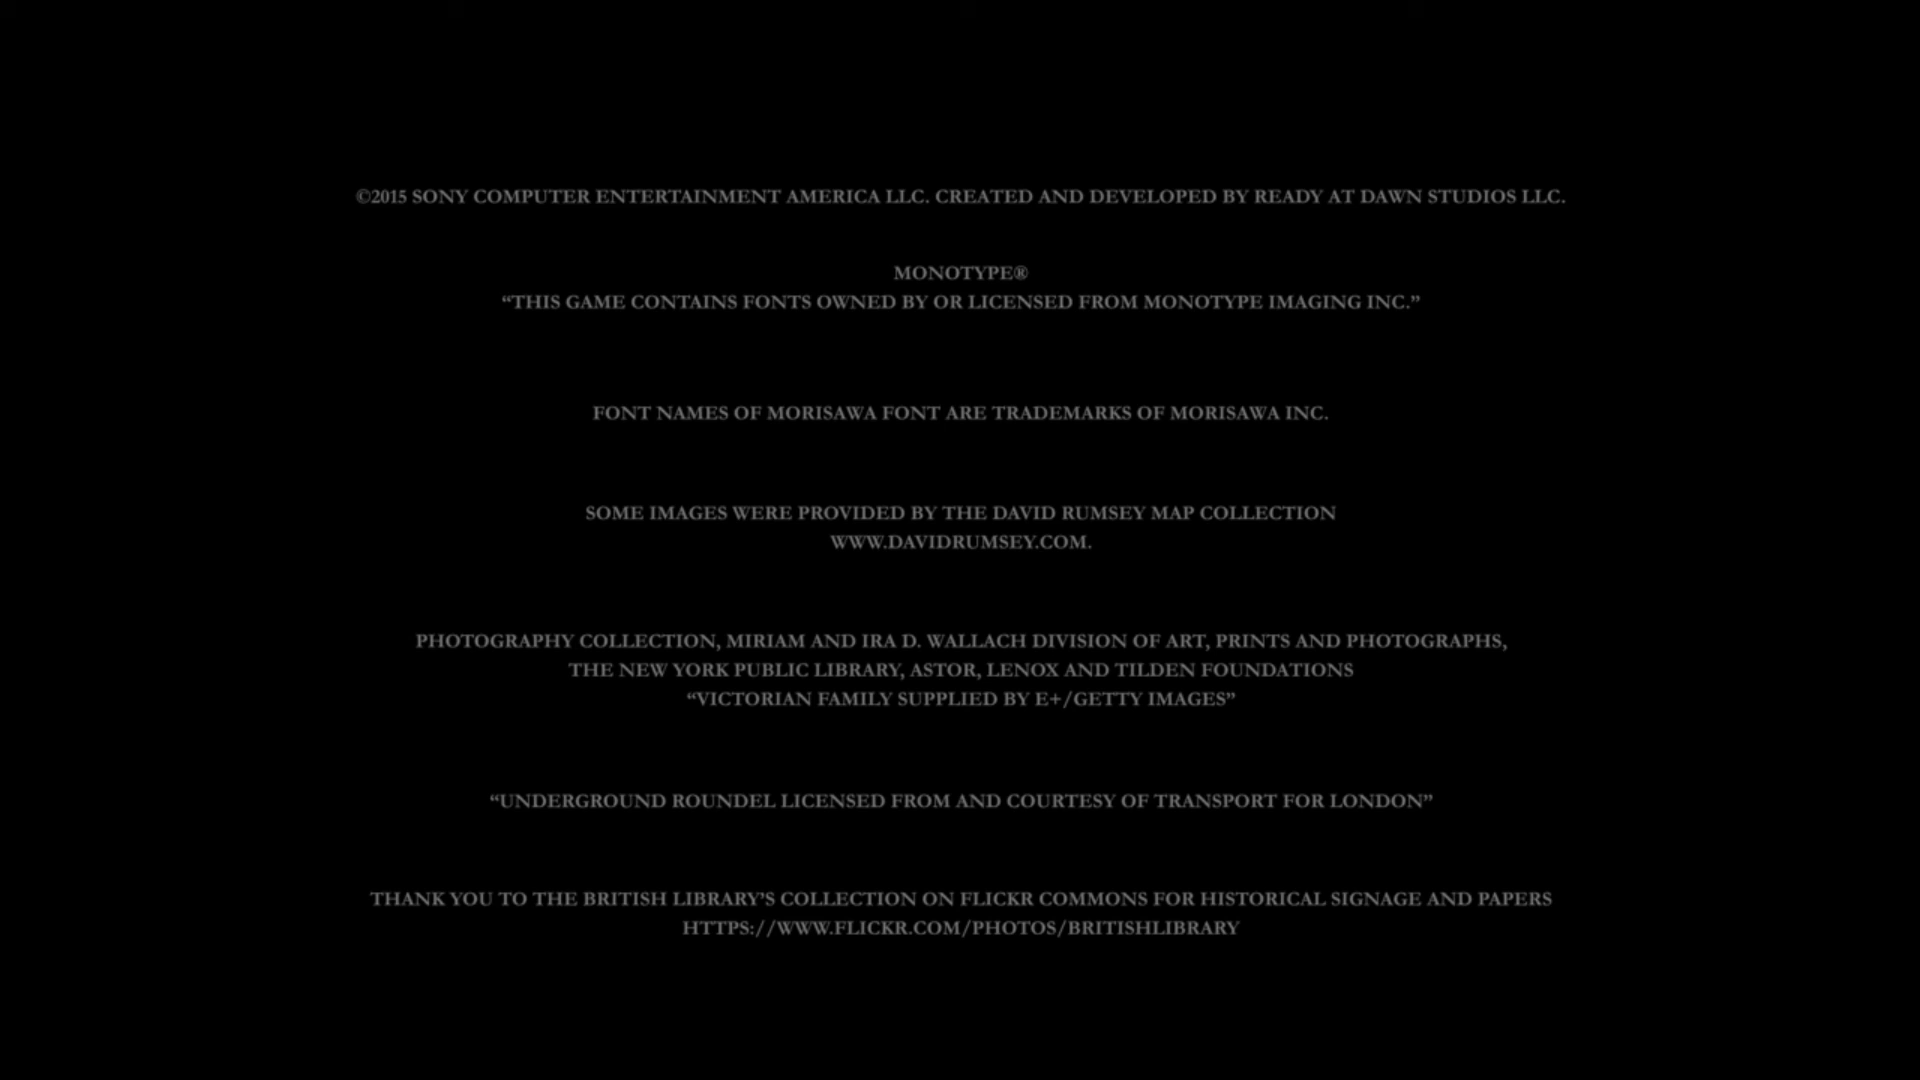 ©2015 SONY COMPUTER ENTERTAINMENT AMERICA LLC. CREATED AND DEVELOPED BY READY AT DAWN STUDIOS LLC.
MONOTYPE®
“THIS GAME CONTAINS FONTS OWNED BY OR LICENSED FROM MONOTYPE IMAGING INC.”
FONT NAMES OF MORISAWA FONT ARE TRADEMARKS OF MORISAWA INC.
SOME IMAGES WERE PROVIDED BY THE DAVID RUMSEY MAP COLLECTION
WWW.DAVIDRUMSEY.COM.
PHOTOGRAPHY COLLECTION, MIRIAM AND IRA D. WALLACH DIVISION OF ART, PRINTS AND PHOTOGRAPHS,
THE NEW YORK PUBLIC LIBRARY, ASTOR, LENOX AND TILDEN FOUNDATIONS
“VICTORIAN FAMILY SUPPLIED BY E+/GETTY IMAGES”
“UNDERGROUND ROUNDEL LICENSED FROM AND COURTESY OF TRANSPORT FOR LONDON”
THANK YOU TO THE BRITISH LIBRARY’S COLLECTION ON FLICKR COMMONS FOR HISTORICAL SIGNAGE AND PAPERS
HTTPS://WWW.FLICKR.COM/PHOTOS/BRITISHLIBRARY